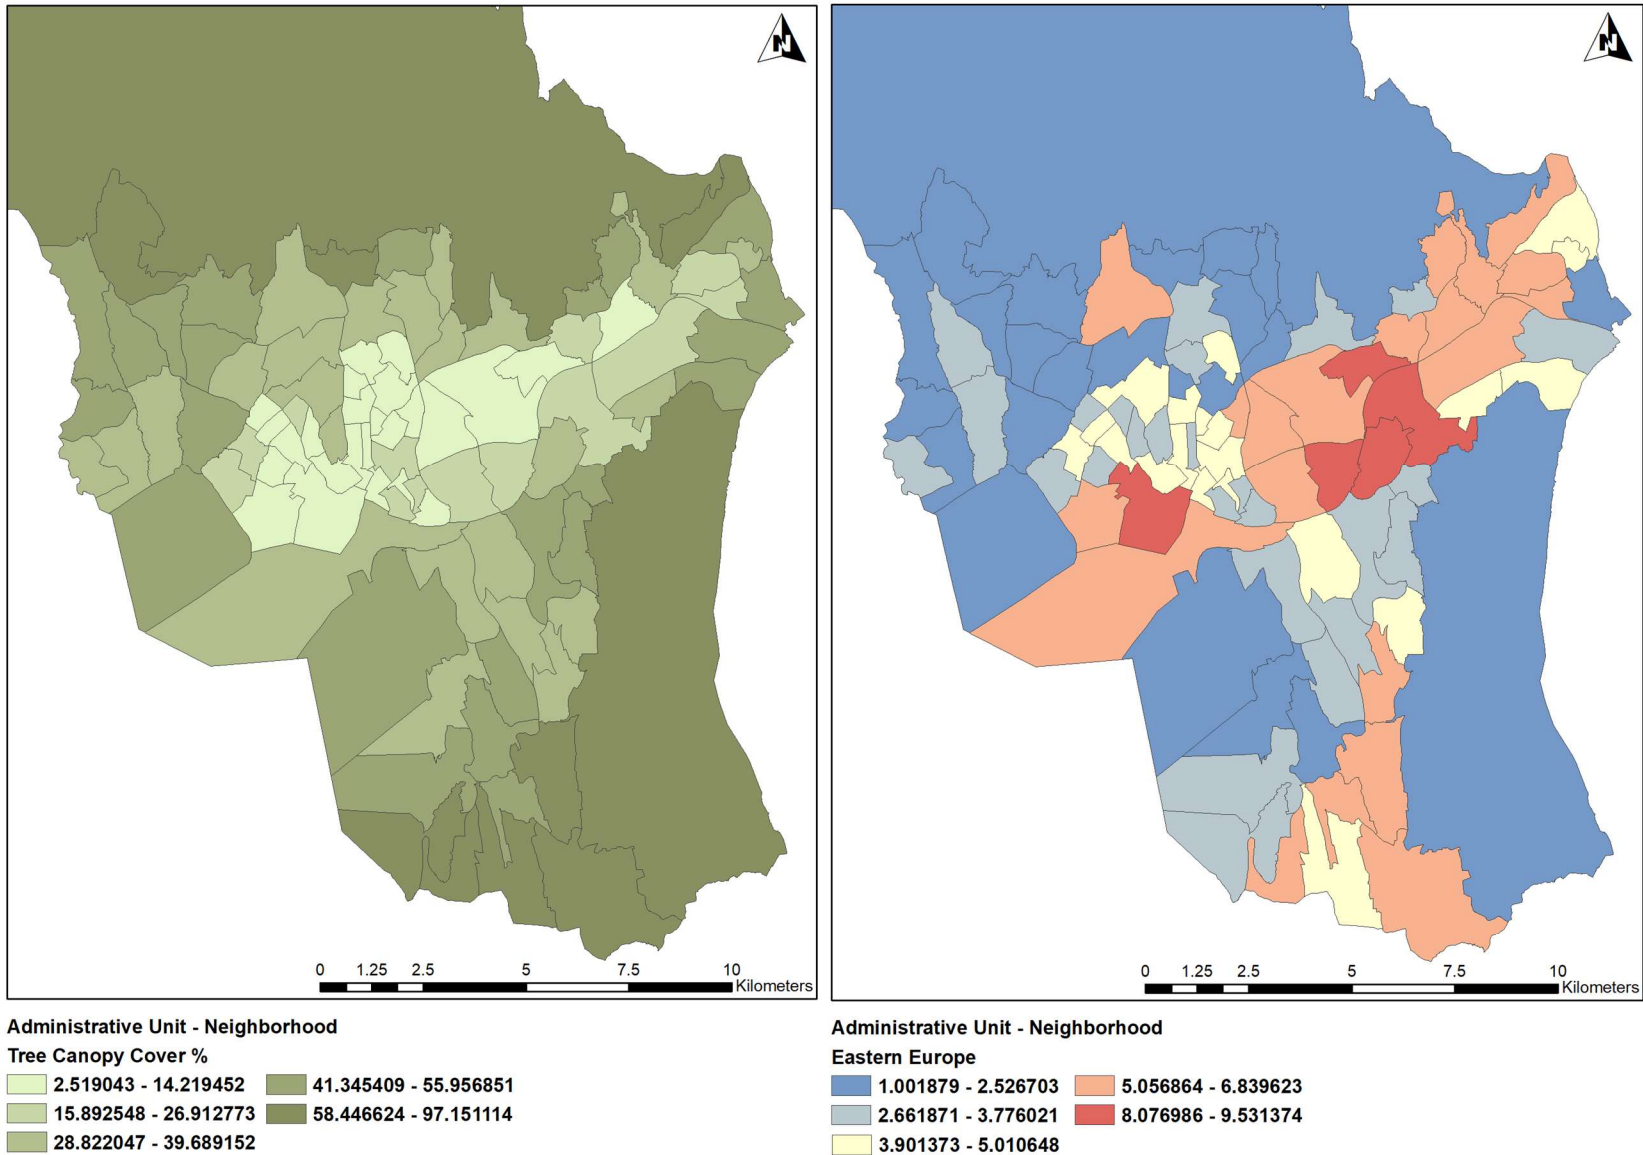 N
N
0 1.25 2.5 5 7.5 10
Kilometers
0 1.25 2.5 5 7.5 10
Kilometers
Administrative Unit - Neighborhood
Tree Canopy Cover %
2.519043 - 14.219452
15.892548 - 26.912773
28.822047 - 39.689152
41.345409 - 55.956851
58.446624 - 97.151114
Administrative Unit - Neighborhood
Eastern Europe
1.001879 - 2.526703
2.661871 - 3.776021
3.901373 - 5.010648
5.056864 - 6.839623
8.076986 - 9.531374